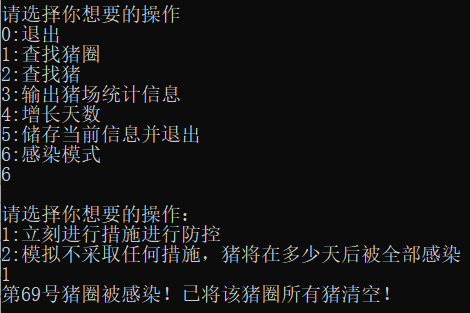 请选择你想要的操作
0:退出
1:查找猪圈
2:查找猪
3:输出猪场统计信息
4:增长天数
5:储存当前信息并退出
6:感染模式
6
请选择你想要的操作:
1:立刻进行措施进行防控
2:模拟不采取任何措施，猪将在多少天后被全部感染
1
第69号猪圈被感染！已将该猪圈所有猪清空！